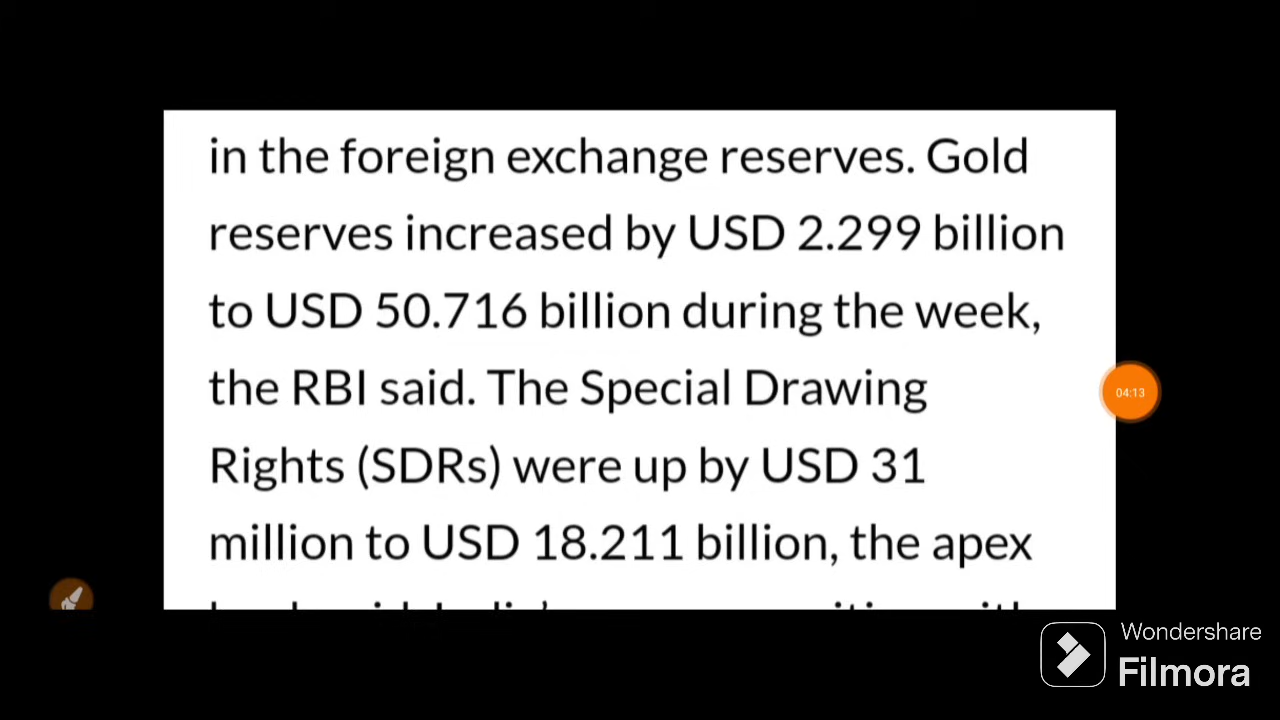 in the foreign exchange reserves. Gold
reserves increased by USD 2.299 billion
to USD 50.716 billion during the week,
the RBI said. The Special Drawing
Rights (SDRs) were up by USD 31
million to USD 18.211 billion, the apex
04:13
Wondershare
Filmora